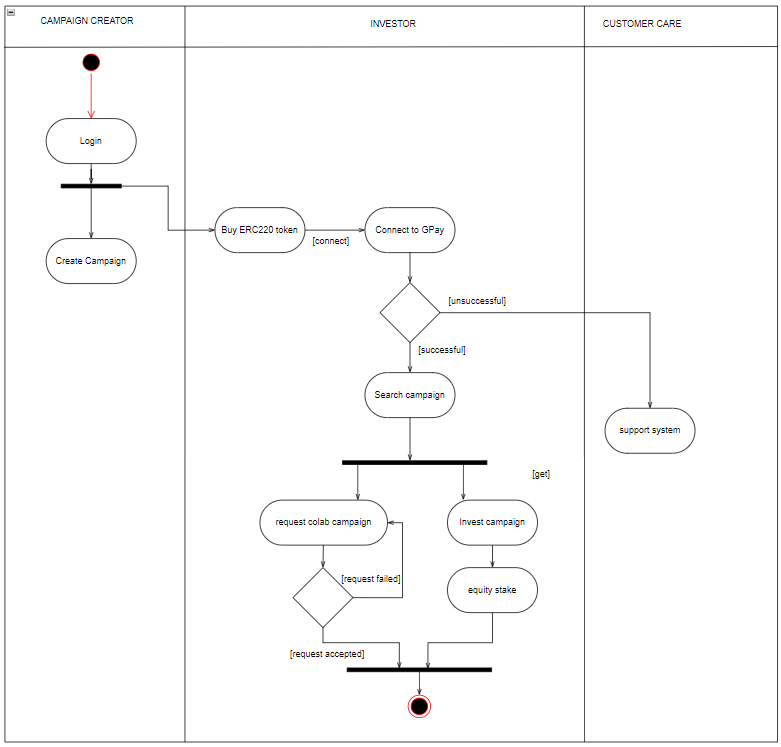 CAMPAIGN CREATOR
INVESTOR
CUSTOMER CARE
Login
Buy ERC220 token
[connect]
Connect to GPay
Create Campaign
[unsuccessful]
[successful]
Search campaign
support system
[get]
request colab campaign
Invest campaign
[request failed]
equity stake
[request accepted]